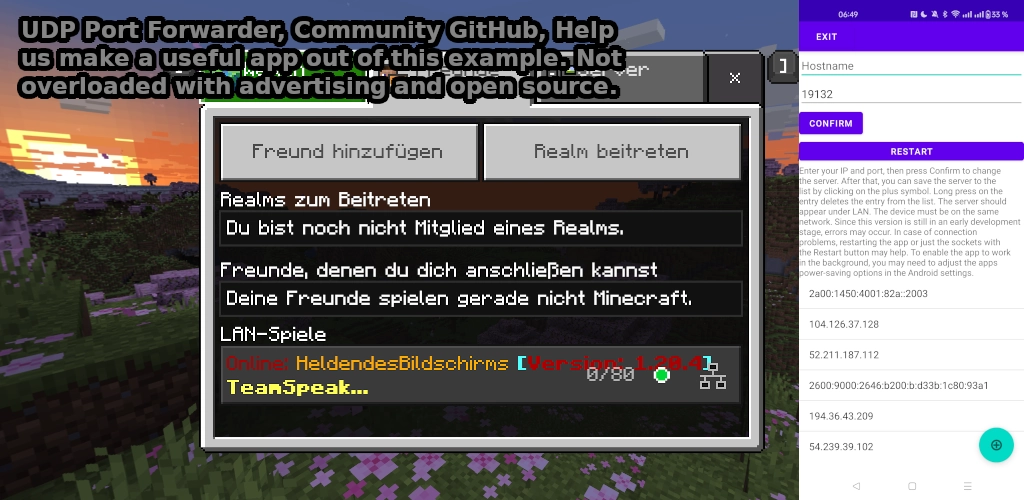 UDP Port Forwarder, Community GitHub, Help
us make a useful app out of this example. Not
overloaded with advertising and open source.
Freund hinzufügen
Realm beitreten
Realms zum Beitreten
Du bist noch nicht Mitglied eines Realms.
Freunde, denen du dich anschließen kannst
Deine Freunde spielen gerade nicht Minecraft.
LAN-Spiele
Online: HeldendesBildschirms [Version: 1.20.4]
0/80
TeamSpeak...
06:49
33 %
EXIT
Hostname
19132
CONFIRM
RESTART
Enter your IP and port, then press Confirm to change
the server. After that, you can save the server to the
list by clicking on the plus symbol. Long press on the
entry deletes the entry from the list. The server should
appear under LAN. The device must be on the same
network. Since this version is still in an early development
stage, errors may occur. In case of connection
problems, restarting the app or just the sockets with
the Restart button may help. To enable the app to work
in the background, you may need to adjust the apps
power-saving options in the Android settings.
2a00:1450:4001:82a::2003
104.126.37.128
52.211.187.112
2600:9000:2646:b200:b:d33b:1c80:93a1
194.36.43.209
54.239.39.102